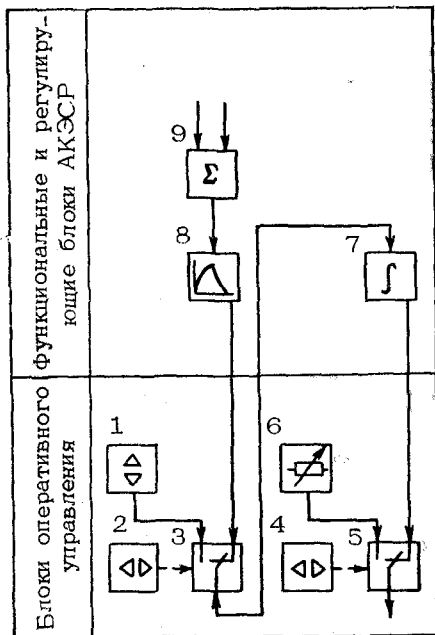 Блоки оперативного
управления
функциональные и регулиру-
ющие блоки АКЭСР
9
Σ
8
7
∫
1
6
2
3
4
5